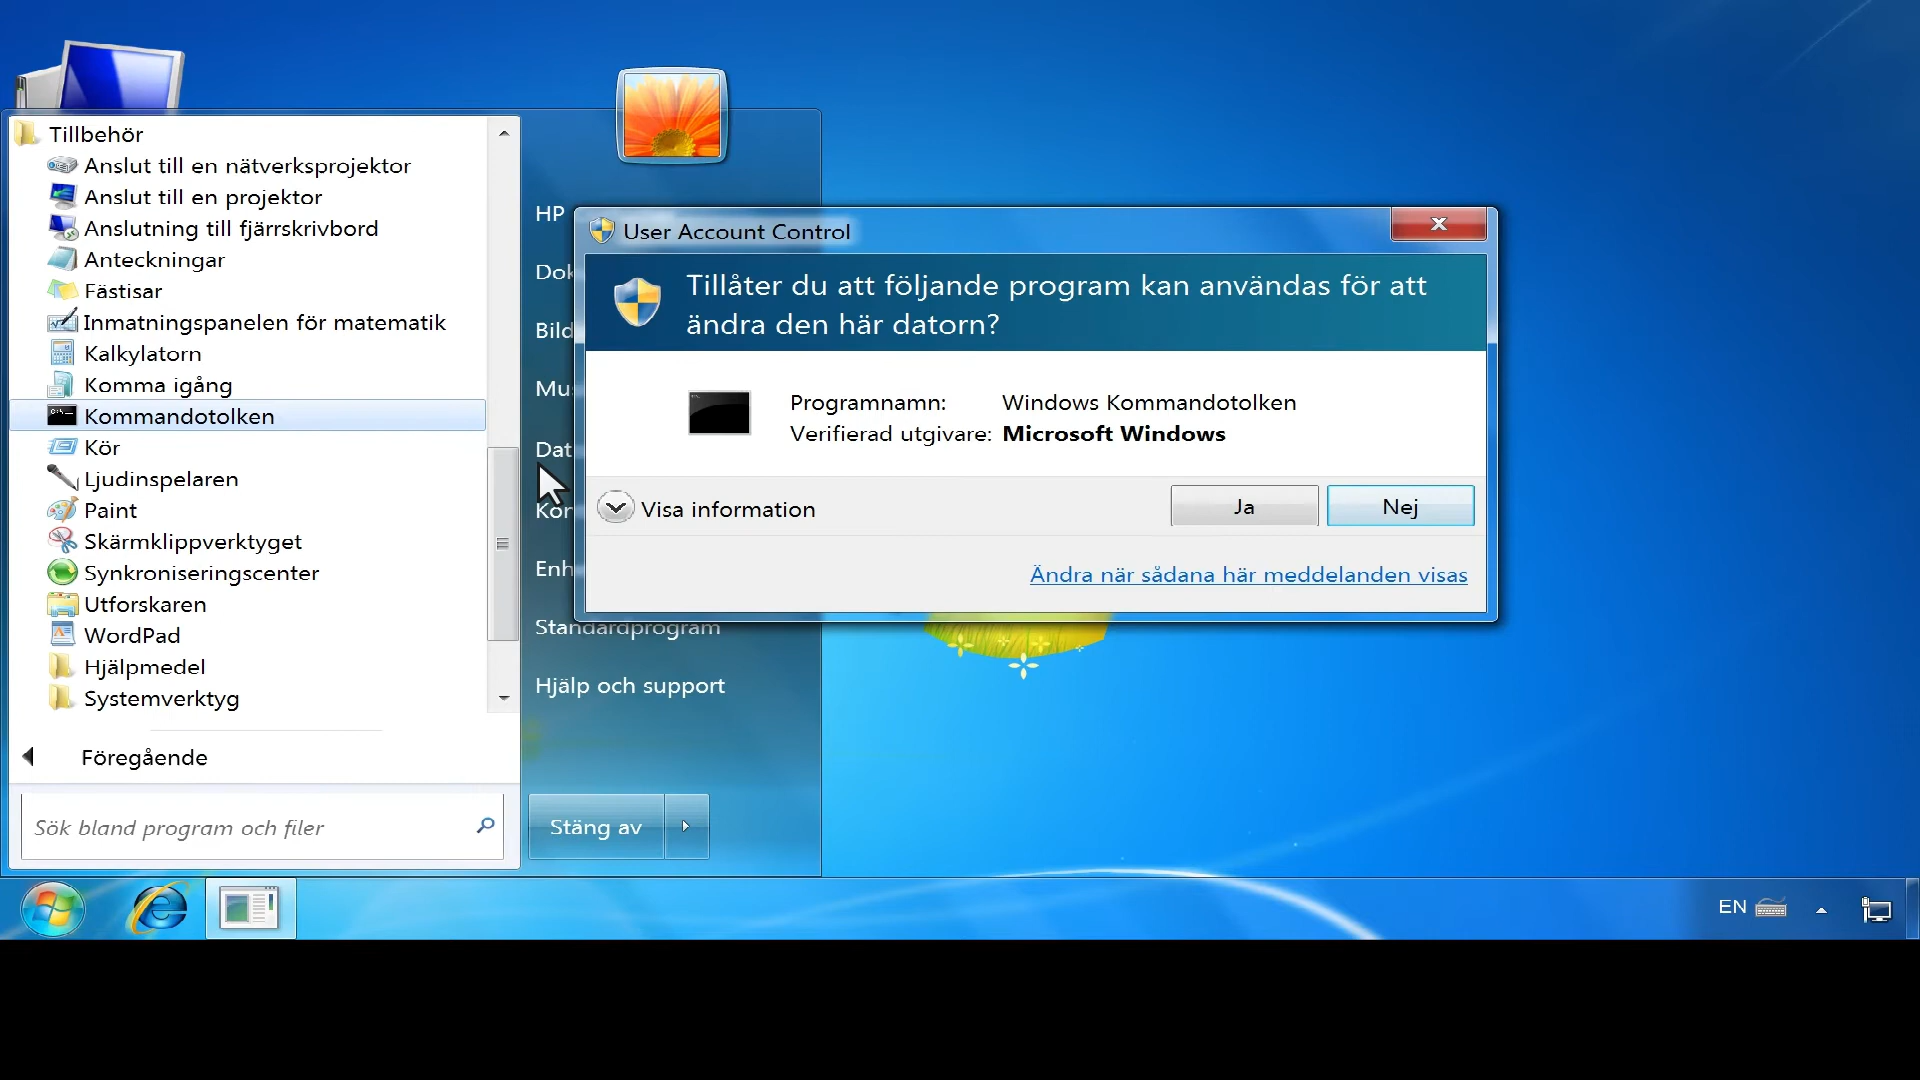 Tillbehör
Anslut till en nätverksprojektor
Anslut till en projektor
Anslutning till fjärrskrivbord
Anteckningar
Fästisar
Inmatningspanelen för matematik
Kalkylatorn
Komma igång
Kommandotolken
Kör
Ljudinspelaren
Paint
Skärmklippverktyget
Synkroniseringscenter
Utforskaren
WordPad
Hjälpmedel
Systemverktyg
Föregående
Sök bland program och filer
HP
Dok
Bild
Mus
Dat
Kon
Enh
Standardprogram
Hjälp och support
Stäng av
User Account Control
Tillåter du att följande program kan användas för att
ändra den här datorn?
Programnamn: Windows Kommandotolken
Verifierad utgivare: Microsoft Windows
Visa information
Ja
Nej
Ändra när sådana här meddelanden visas
EN